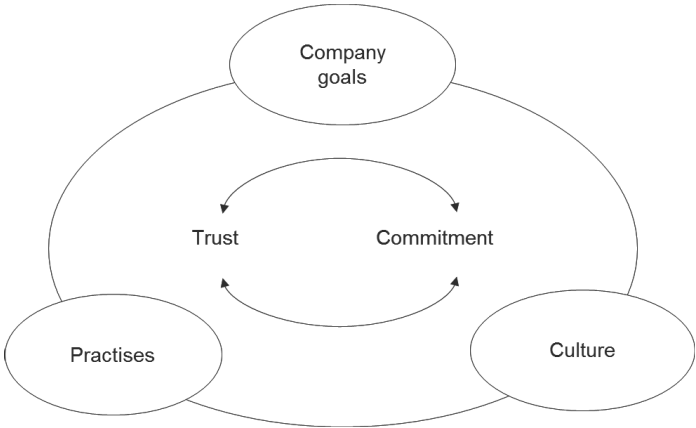 Company
goals
Trust
Commitment
Practises
Culture